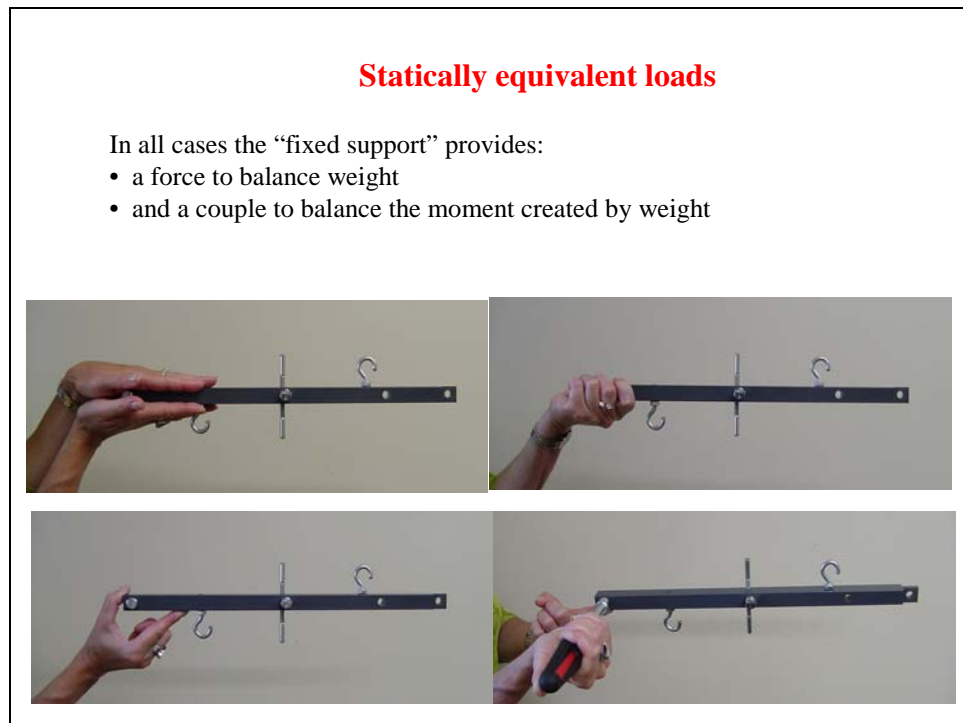 Statically equivalent loads
In all cases the “fixed support” provides:
• a force to balance weight
• and a couple to balance the moment created by weight